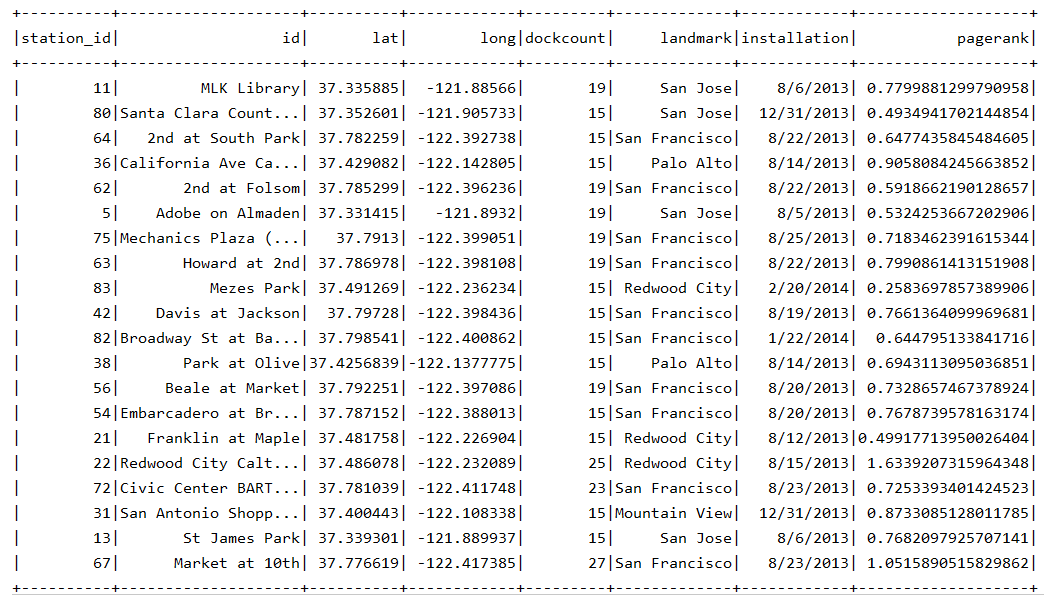 +----------+--------------------+----------+------------+---------+-------------+------------+-------------------+
|station_id|                  id|       lat|        long|dockcount|     landmark|installation|           pagerank|
+----------+--------------------+----------+------------+---------+-------------+------------+-------------------+
|        11|         MLK Library| 37.335885|  -121.88566|       19|     San Jose|    8/6/2013| 0.7799881299790958|
|        80|Santa Clara Count...| 37.352601| -121.905733|       15|     San Jose|  12/31/2013| 0.4934941702144854|
|        64|   2nd at South Park| 37.782259| -122.392738|       15|San Francisco|   8/22/2013| 0.6477435845484605|
|        36|California Ave Ca...| 37.429082| -122.142805|       15|    Palo Alto|   8/14/2013| 0.9058084245663852|
|        62|       2nd at Folsom| 37.785299| -122.396236|       19|San Francisco|   8/22/2013| 0.5918662190128657|
|         5|    Adobe on Almaden| 37.331415|   -121.8932|       19|     San Jose|    8/5/2013| 0.5324253667202906|
|        75|Mechanics Plaza (...|   37.7913| -122.399051|       19|San Francisco|   8/25/2013| 0.7183462391615344|
|        63|       Howard at 2nd| 37.786978| -122.398108|       19|San Francisco|   8/22/2013| 0.7990861413151908|
|        83|          Mezes Park| 37.491269| -122.236234|       15| Redwood City|   2/20/2014| 0.2583697857389906|
|        42|    Davis at Jackson|  37.79728| -122.398436|       15|San Francisco|   8/19/2013| 0.7661364099969681|
|        82|Broadway St at Ba...| 37.798541| -122.400862|       15|San Francisco|   1/22/2014|  0.644795133841716|
|        38|       Park at Olive|37.4256839|-122.1377775|       15|    Palo Alto|   8/14/2013| 0.6943113095036851|
|        56|     Beale at Market| 37.792251| -122.397086|       19|San Francisco|   8/20/2013| 0.7328657467378924|
|        54|Embarcadero at Br...| 37.787152| -122.388013|       15|San Francisco|   8/20/2013| 0.7678739578163174|
|        21|   Franklin at Maple| 37.481758| -122.226904|       15| Redwood City|   8/12/2013|0.49917713950026404|
|        22|Redwood City Calt...| 37.486078| -122.232089|       25| Redwood City|   8/15/2013| 1.6339207315964348|
|        72|Civic Center BART...| 37.781039| -122.411748|       23|San Francisco|   8/23/2013| 0.7253393401424523|
|        31|San Antonio Shopp...| 37.400443| -122.108338|       15|Mountain View|  12/31/2013| 0.8733085128011785|
|        13|       St James Park| 37.339301| -121.889937|       15|     San Jose|    8/6/2013| 0.7682097925707141|
|        67|      Market at 10th| 37.776619| -122.417385|       27|San Francisco|   8/23/2013| 1.0515890515829862|
+----------+--------------------+----------+------------+---------+-------------+------------+-------------------+